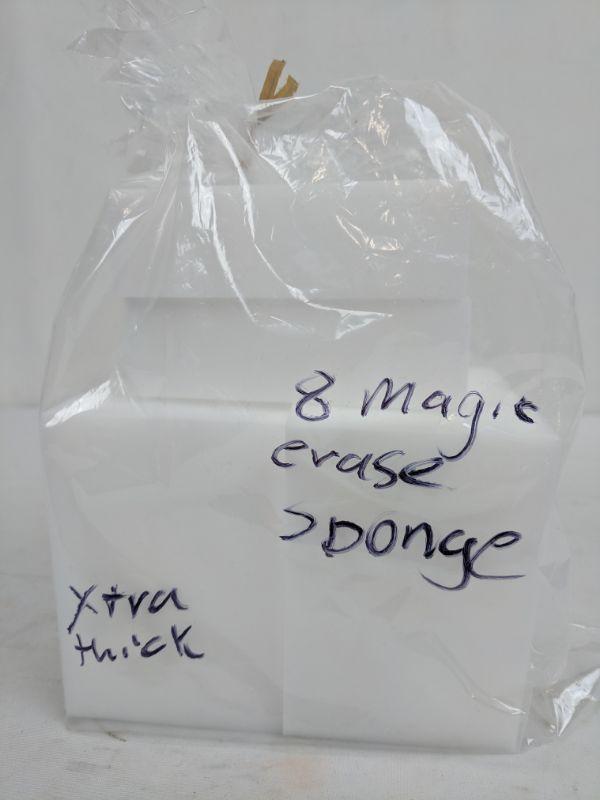 8 Magic
erase
sponge
Xtra
thick